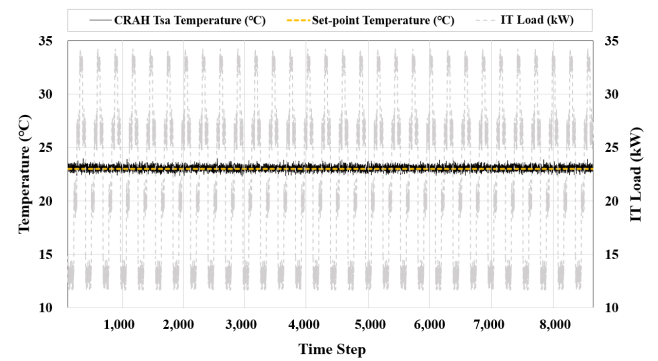 CRAH Tsa Temperature (℃) Set-point Temperature (℃) IT Load (kW)
35 35
30 30
25 25
20 20
15 15
10 10
Temperature (℃)
IT Load (kW)
1,000 2,000 3,000 4,000 5,000 6,000 7,000 8,000
Time Step